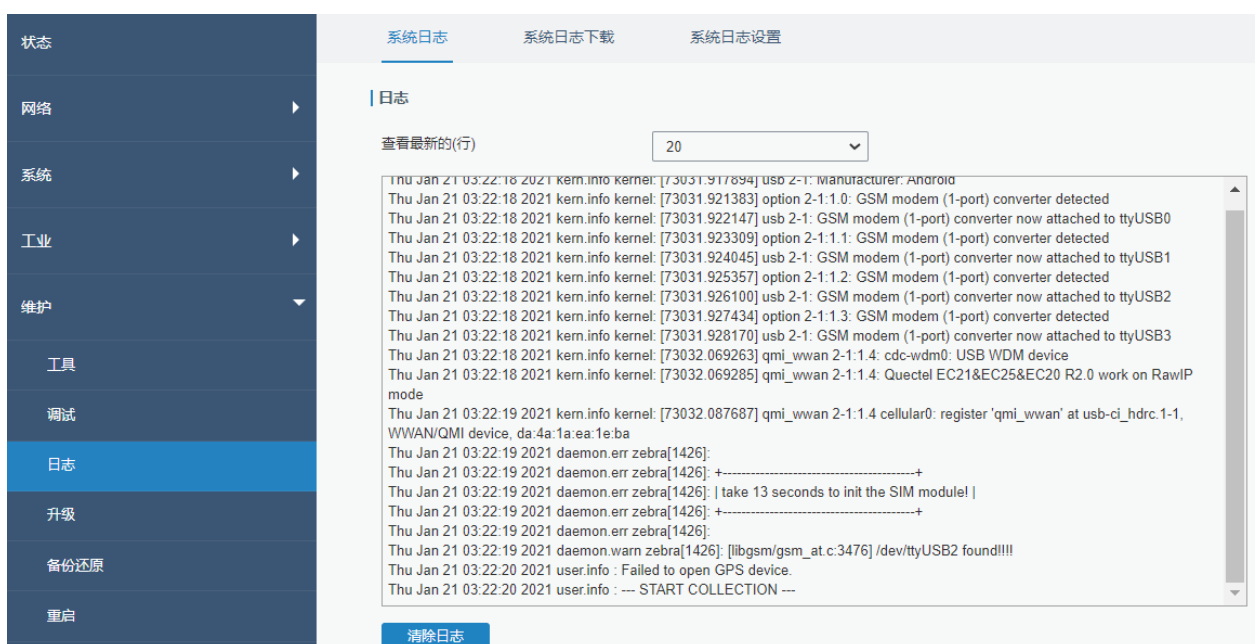 状态
网络
系统
工业
维护
工具
调试
日志
升级
备份还原
重启
系统日志 系统日志下载 系统日志设置
日志
查看最新的(行) 20
Thu Jan 21 03:22:18 2021 kern.info kernel: [73031.917894] usb 2-1: Manufacturer: Android
Thu Jan 21 03:22:18 2021 kern.info kernel: [73031.921383] option 2-1:1.0: GSM modem (1-port) converter detected
Thu Jan 21 03:22:18 2021 kern.info kernel: [73031.922147] usb 2-1: GSM modem (1-port) converter now attached to ttyUSB0
Thu Jan 21 03:22:18 2021 kern.info kernel: [73031.923309] option 2-1:1.1: GSM modem (1-port) converter detected
Thu Jan 21 03:22:18 2021 kern.info kernel: [73031.924045] usb 2-1: GSM modem (1-port) converter now attached to ttyUSB1
Thu Jan 21 03:22:18 2021 kern.info kernel: [73031.925357] option 2-1:1.2: GSM modem (1-port) converter detected
Thu Jan 21 03:22:18 2021 kern.info kernel: [73031.926100] usb 2-1: GSM modem (1-port) converter now attached to ttyUSB2
Thu Jan 21 03:22:18 2021 kern.info kernel: [73031.927434] option 2-1:1.3: GSM modem (1-port) converter detected
Thu Jan 21 03:22:18 2021 kern.info kernel: [73031.928170] usb 2-1: GSM modem (1-port) converter now attached to ttyUSB3
Thu Jan 21 03:22:18 2021 kern.info kernel: [73032.069263] qmi_wwan 2-1:1.4: cdc-wdm0: USB WDM device
Thu Jan 21 03:22:18 2021 kern.info kernel: [73032.069285] qmi_wwan 2-1:1.4: Quectel EC21&EC25&EC20 R2.0 work on RawIP
mode
Thu Jan 21 03:22:19 2021 kern.info kernel: [73032.087687] qmi_wwan 2-1:1.4 cellular0: register 'qmi_wwan' at usb-ci_hdrc.1-1,
WWAN/QMI device, da:4a:1a:ea:1e:ba
Thu Jan 21 03:22:19 2021 daemon.err zebra[1426]:
Thu Jan 21 03:22:19 2021 daemon.err zebra[1426]: +-----------------------------------------+
Thu Jan 21 03:22:19 2021 daemon.err zebra[1426]: | take 13 seconds to init the SIM module! |
Thu Jan 21 03:22:19 2021 daemon.err zebra[1426]: +-----------------------------------------+
Thu Jan 21 03:22:19 2021 daemon.err zebra[1426]:
Thu Jan 21 03:22:19 2021 daemon.warn zebra[1426]: [libgsm/gsm_at.c:3476] /dev/ttyUSB2 found!!!!
Thu Jan 21 03:22:20 2021 user.info : Failed to open GPS device.
Thu Jan 21 03:22:20 2021 user.info : --- START COLLECTION ---
清除日志